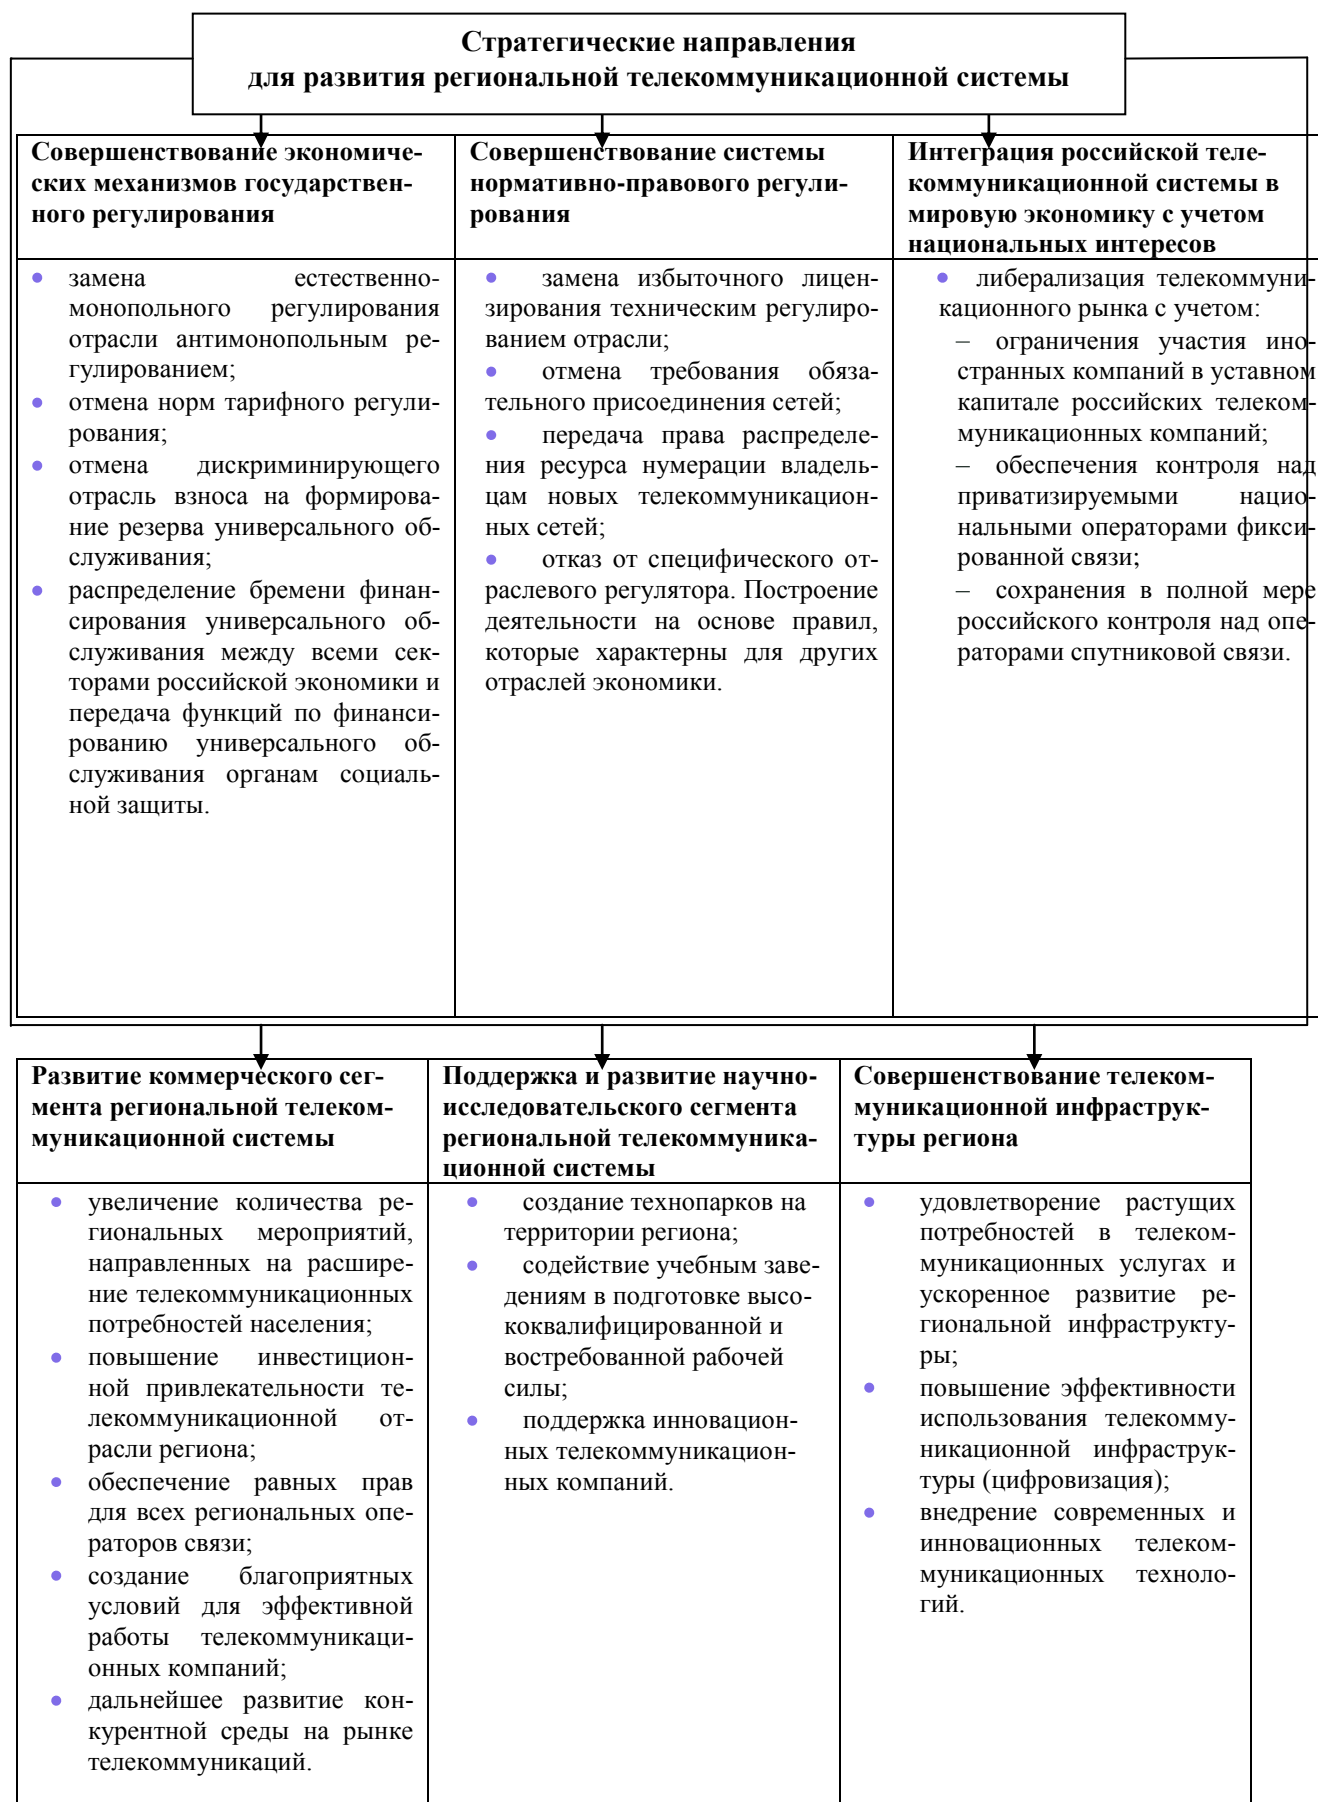 Стратегические направления
для развития региональной телекоммуникационной системы
Совершенствование экономиче-
ских механизмов государствен-
ного регулирования
Совершенствование системы
нормативно-правового регули-
рования
Интеграция российской теле-
коммуникационной системы в
мировую экономику с учетом
национальных интересов
• замена естественно-
монопольного регулирования
отрасли антимонопольным ре-
гулированием;
• отмена норм тарифного регули-
рования;
• отмена дискриминирующего
отрасль взноса на формирова-
ние резерва универсального об-
служивания;
• распределение бремени финан-
сирования универсального об-
служивания между всеми сек-
торами российской экономики и
передача функций по финанси-
рованию универсального об-
служивания органам социаль-
ной защиты.
• замена избыточного лицен-
зирования техническим регулиро-
ванием отрасли;
• отмена требования обяза-
тельного присоединения сетей;
• передача права распределе-
ния ресурса нумерации владель-
цам новых телекоммуникацион-
ных сетей;
• отказ от специфического от-
раслевого регулятора. Построение
деятельности на основе правил,
которые характерны для других
отраслей экономики.
• либерализация телекоммуни-
кационного рынка с учетом:
– ограничения участия ино-
странных компаний в уставном
капитале российских телеком-
муникационных компаний;
– обеспечения контроля над
приватизируемыми нацио-
нальными операторами фикси-
рованной связи;
– сохранения в полной мере
российского контроля над опе-
раторами спутниковой связи.
Развитие коммерческого сег-
мента региональной телеком-
муникационной системы
Поддержка и развитие научно-
исследовательского сегмента
региональной телекоммуника-
ционной системы
Совершенствование телеком-
муникационной инфраструк-
туры региона
• увеличение количества ре-
гиональных мероприятий,
направленных на расшире-
ние телекоммуникационных
потребностей населения;
• повышение инвестицион-
ной привлекательности те-
лекоммуникационной от-
расли региона;
• обеспечение равных прав
для всех региональных опе-
раторов связи;
• создание благоприятных
условий для эффективной
работы телекоммуникаци-
онных компаний;
• дальнейшее развитие кон-
курентной среды на рынке
телекоммуникаций.
• создание технопарков на
территории региона;
• содействие учебным заве-
дениям в подготовке высо-
коквалифицированной и
востребованной рабочей
силы;
• поддержка инновацион-
ных телекоммуникацион-
ных компаний.
• удовлетворение растущих
потребностей в телеком-
муникационных услугах и
ускоренное развитие ре-
гиональной инфраструкту-
ры;
• повышение эффективности
использования телекомму-
никационной инфраструк-
туры (цифровизация);
• внедрение современных и
инновационных телеком-
муникационных техноло-
гий.